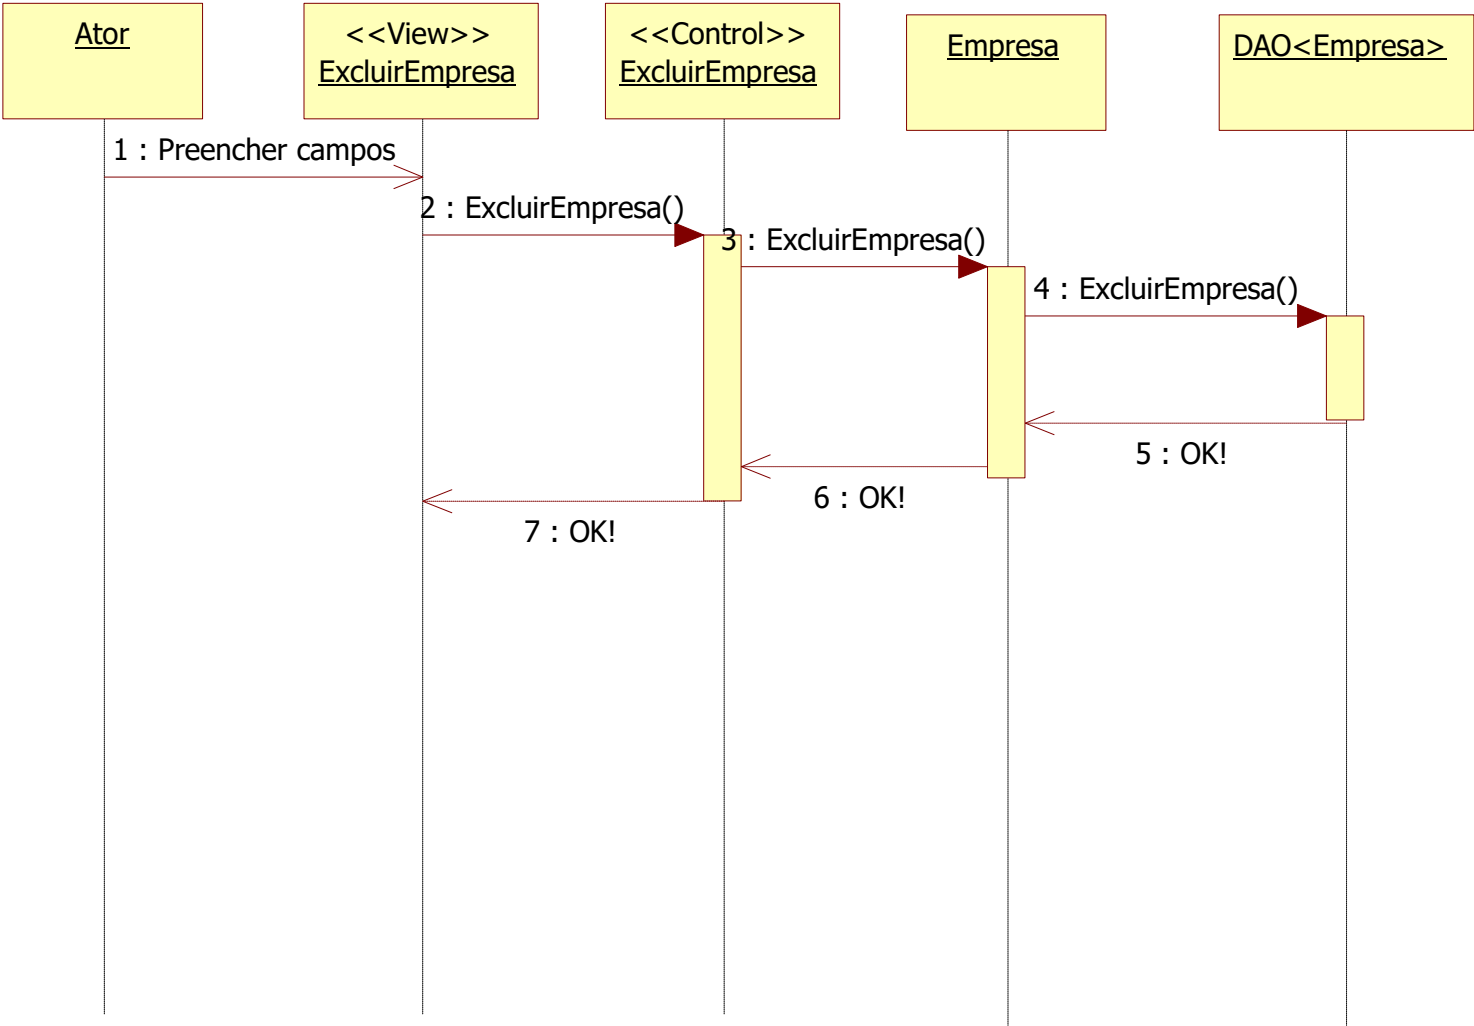 Ator
<<View>>
ExcluirEmpresa
<<Control>>
ExcluirEmpresa
Empresa
DAO<Empresa>
1 : Preencher campos
2 : ExcluirEmpresa()
3 : ExcluirEmpresa()
4 : ExcluirEmpresa()
5 : OK!
6 : OK!
7 : OK!